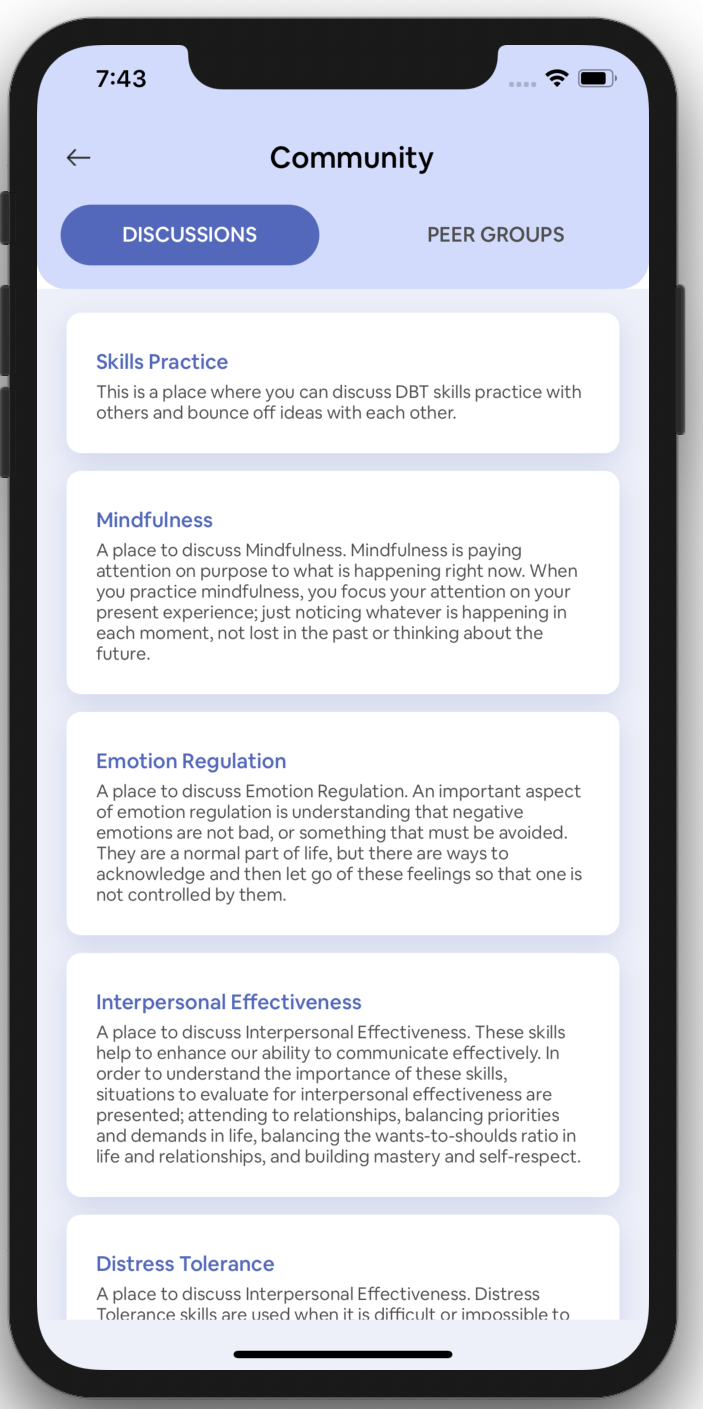 7:43
Community
DISCUSSIONS
PEER GROUPS
Skills Practice
This is a place where you can discuss DBT skills practice with
others and bounce off ideas with each other.
Mindfulness
A place to discuss Mindfulness. Mindfulness is paying
attention on purpose to what is happening right now. When
you practice mindfulness, you focus your attention on your
present experience; just noticing whatever is happening in
each moment, not lost in the past or thinking about the
future.
Emotion Regulation
A place to discuss Emotion Regulation. An important aspect
of emotion regulation is understanding that negative
emotions are not bad, or something that must be avoided.
They are a normal part of life, but there are ways to
acknowledge and then let go of these feelings so that one is
not controlled by them.
Interpersonal Effectiveness
A place to discuss Interpersonal Effectiveness. These skills
help to enhance our ability to communicate effectively. In
order to understand the importance of these skills,
situations to evaluate for interpersonal effectiveness are
presented; attending to relationships, balancing priorities
and demands in life, balancing the wants-to-shoulds ratio in
life and relationships, and building mastery and self-respect.
Distress Tolerance
A place to discuss Interpersonal Effectiveness. Distress
Tolerance skills are used when it is difficult or impossible to